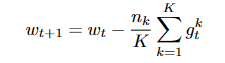 $$w_{t+1} = w_t - \frac{n_k}{K} \sum_{k=1}^{K} g_t^k$$